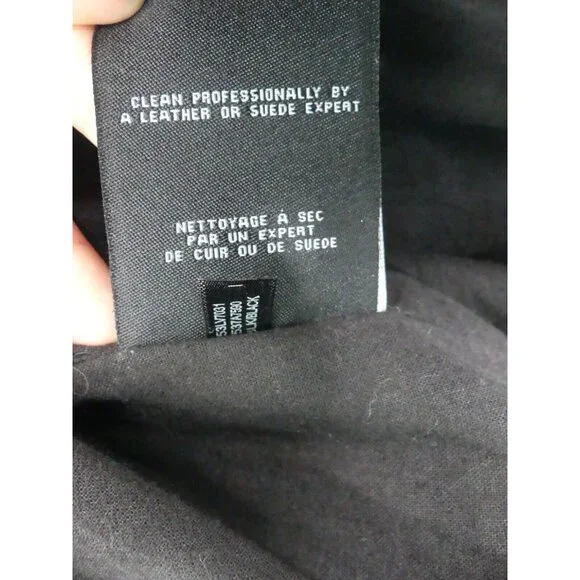 CLEAN PROFESSIONALLY BY
A LEATHER OR SUEDE EXPERT
NETTOYAGE À SEC
PAR UN EXPERT
DE CUIR OU DE SUEDE